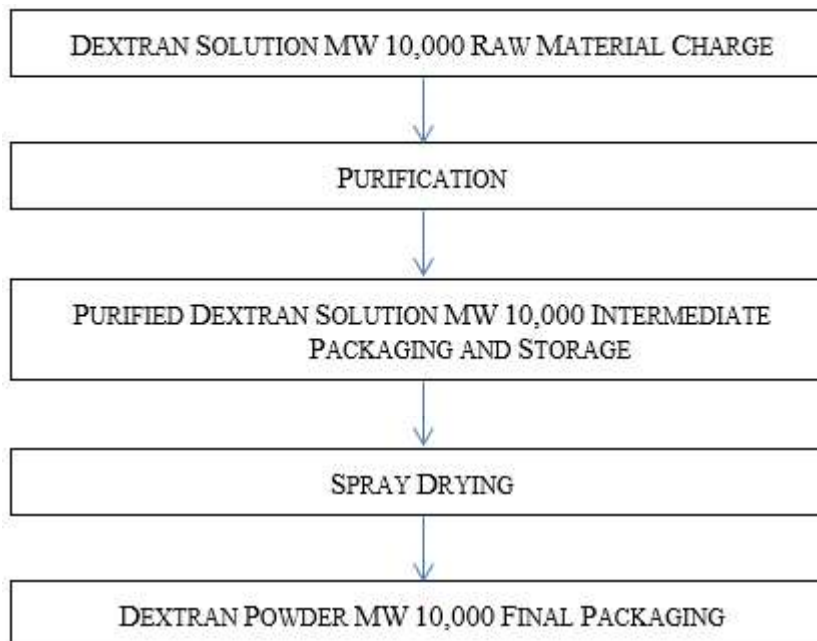 DEXTRAN SOLUTION MW 10,000 RAW MATERIAL CHARGE
PURIFICATION
PURIFIED DEXTRAN SOLUTION MW 10,000 INTERMEDIATE
PACKAGING AND STORAGE
SPRAY DRYING
DEXTRAN POWDER MW 10,000 FINAL PACKAGING